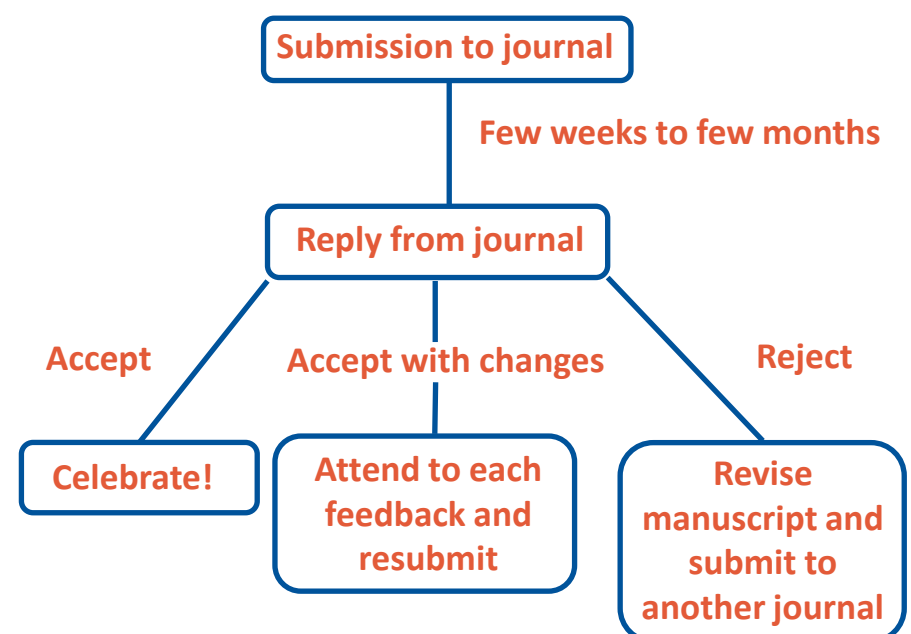 Submission to journal
Few weeks to few months
Reply from journal
Accept
Accept with changes
Reject
Celebrate!
Attend to each
feedback and
resubmit
Revise
manuscript and
submit to
another journal